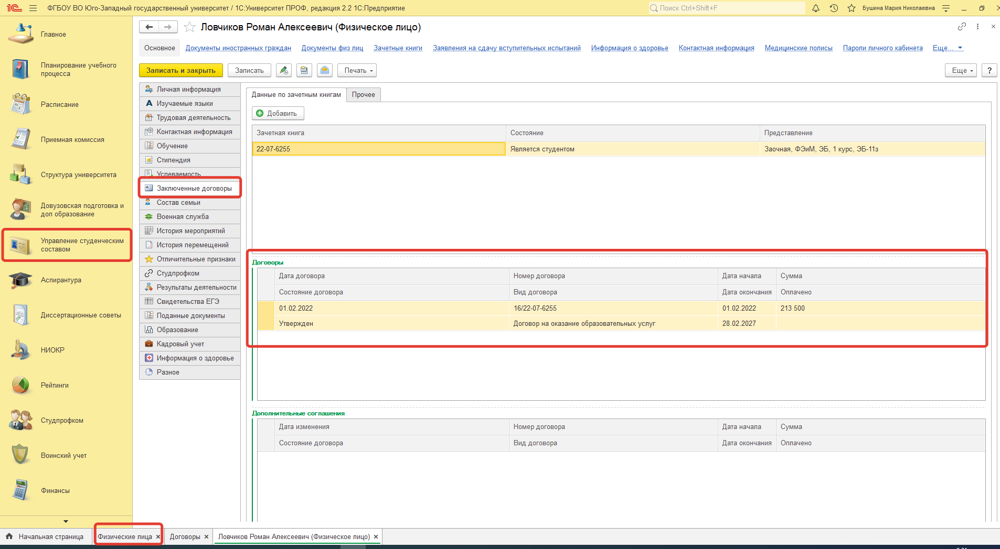 ФГБОУ ВО Юго-Западный государственный университет / 1С:Университет ПРОФ, редакция 2.2 1С:Предприятие
Поиск Ctrl+Shift+F
Бушина Мария Николаевна
Главное
Планирование учебного
процесса
Расписание
Приемная комиссия
Структура университета
Довузовская подготовка и
доп образование
Управление студенческим
составом
Аспирантура
Диссертационные советы
НИОКР
Рейтинги
Студпрофком
Воинский учет
Финансы
Ловчиков Роман Алексеевич (Физическое лицо)
Основное Документы иностранных граждан Документы физ лиц Зачетные книги Заявления на сдачу вступительных испытаний Информация о здоровье Контактная информация Медицинские полисы Пароли личного кабинета Еще...
Записать и закрыть Записать Печать Еще ?
Личная информация
Изучаемые языки
Трудовая деятельность
Контактная информация
Обучение
Стипендия
Успеваемость
Заключенные договоры
Состав семьи
Военная служба
История мероприятий
История перемещений
Отличительные признаки
Студпрофком
Результаты деятельности
Свидетельства ЕГЭ
Поданные документы
Образование
Кадровый учет
Информация о здоровье
Разное
Данные по зачетным книгам Прочее
Добавить
Зачетная книга Состояние Представление
22-07-6255 Является студентом Заочная, ФЭиМ, ЭБ, 1 курс, ЭБ-11з
Договоры
Дата договора Номер договора Дата начала Сумма
Состояние договора Вид договора Дата окончания Оплачено
01.02.2022 16/22-07-6255 01.02.2022 213 500
Утвержден Договор на оказание образовательных услуг 28.02.2027
Дополнительные соглашения
Дата изменения Номер договора Дата начала Сумма
Состояние договора Вид договора Дата окончания Оплачено
Начальная страница Физические лица Договоры Ловчиков Роман Алексеевич (Физическое лицо)